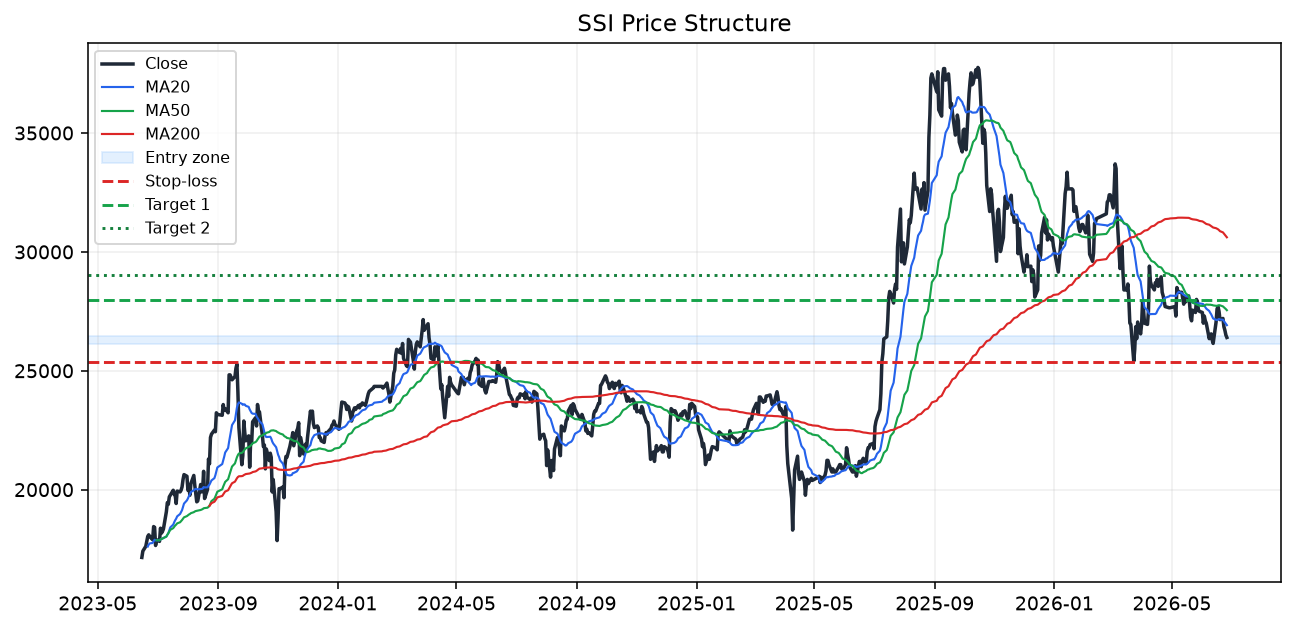 SSI Price Structure
Close
MA20
MA50
MA200
Entry zone
Stop-loss
Target 1
Target 2
35000
30000
25000
20000
2023-05
2023-09
2024-01
2024-05
2024-09
2025-01
2025-05
2025-09
2026-01
2026-05